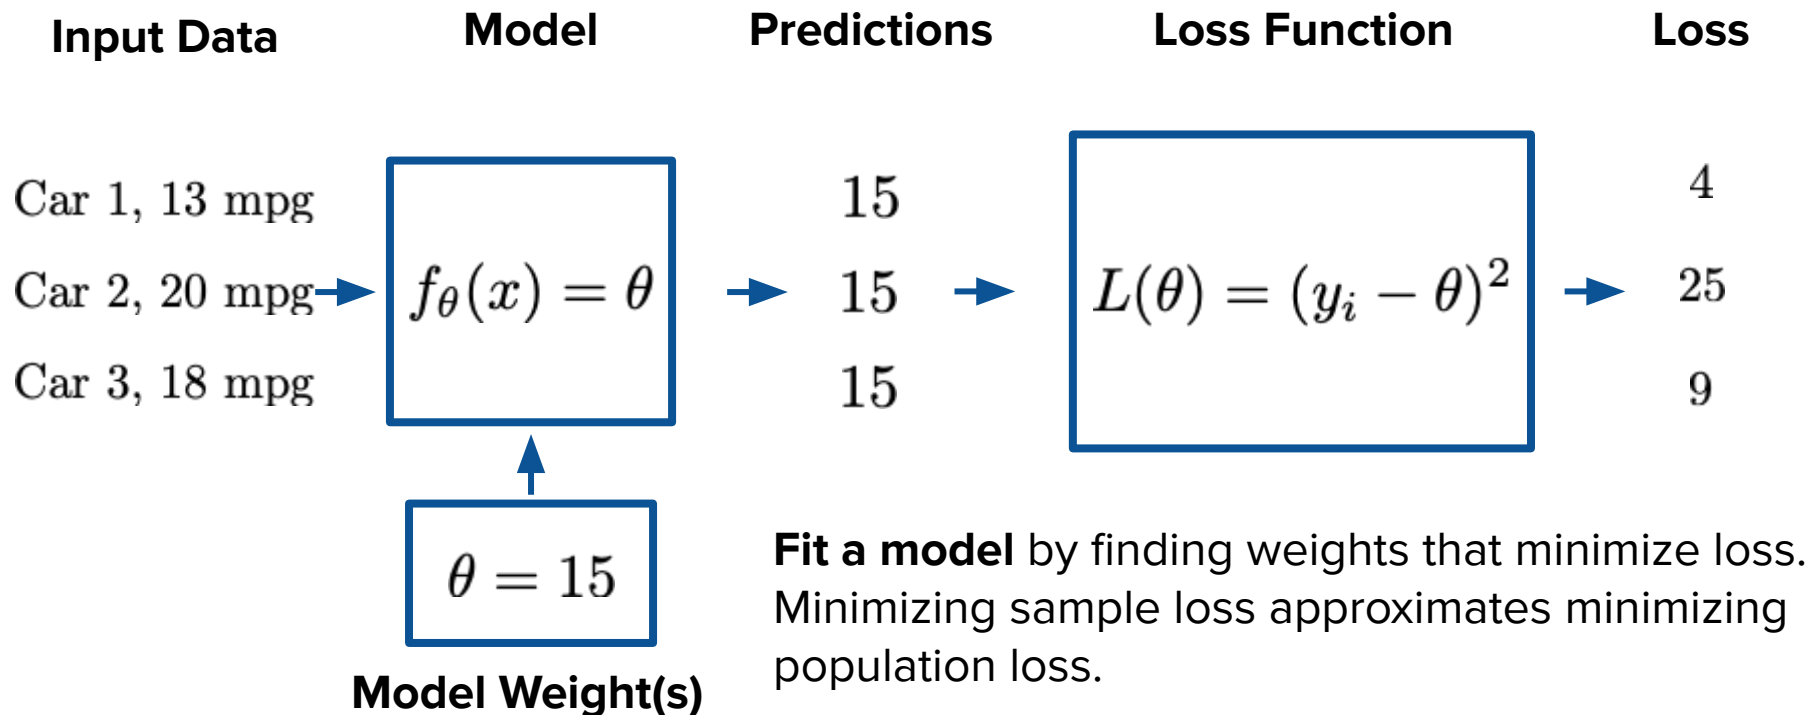 Input Data
Model
Predictions
Loss Function
Loss
Car 1, 13 mpg
Car 2, 20 mpg
Car 3, 18 mpg
f_θ(x) = θ
15
15
15
L(θ) = (y_i − θ)²
4
25
9
θ = 15
Model Weight(s)
Fit a model by finding weights that minimize loss.
Minimizing sample loss approximates minimizing
population loss.